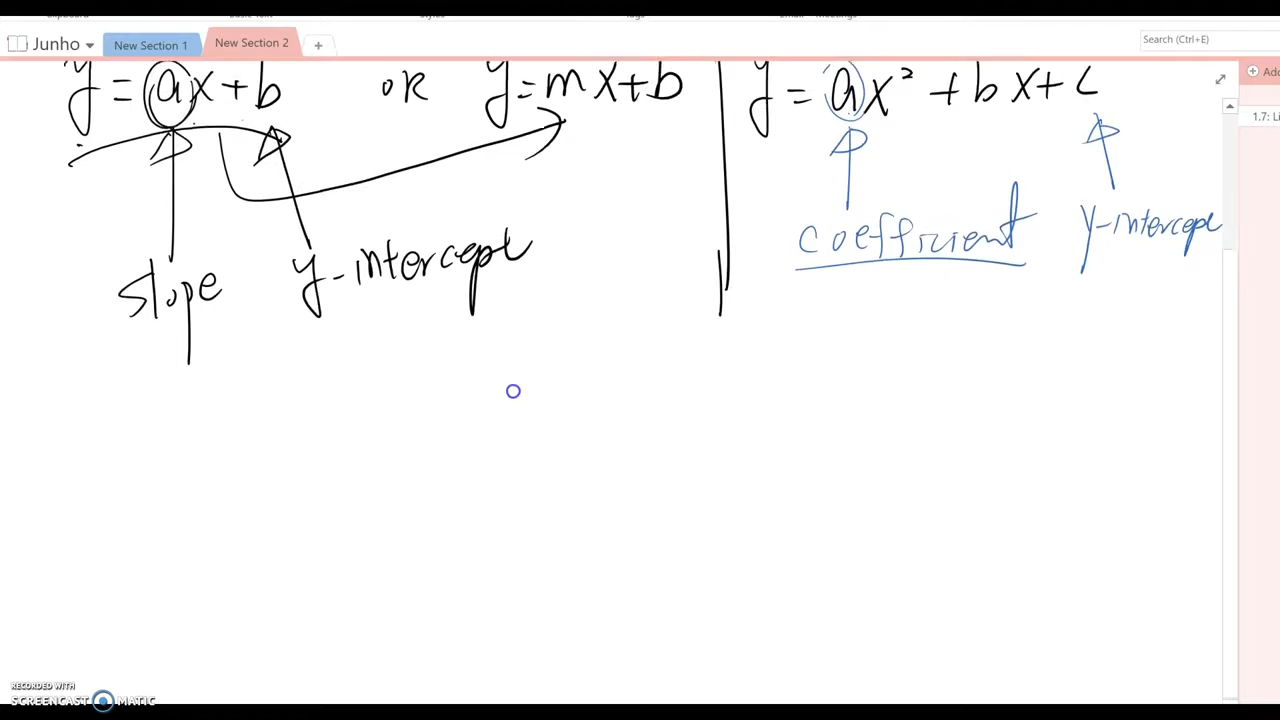 Junho
New Section 1
New Section 2
+
Search (Ctrl+E)
Add
1.7: Li
y = ax + b or y = mx + b
y = ax² + bx + c
slope
y-intercept
coefficient
y-intercept
RECORDED WITH
SCREENCAST MATIC